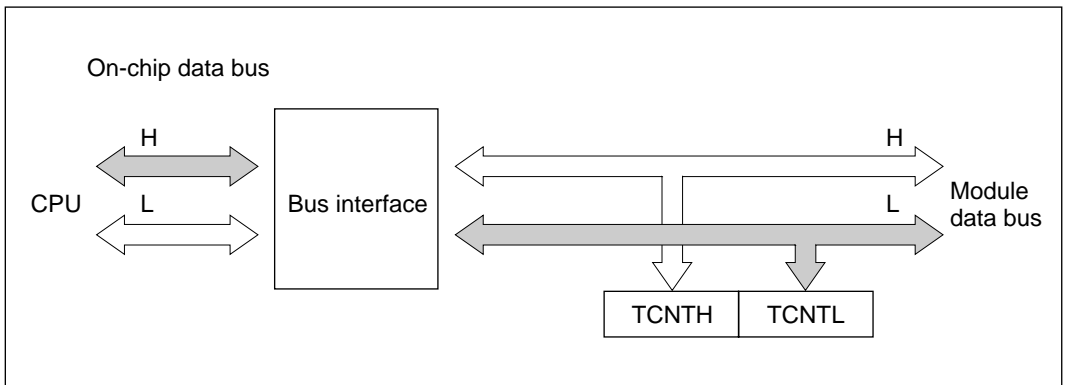 On-chip data bus
H
H
CPU
L
Bus interface
L
Module
data bus
TCNTH
TCNTL